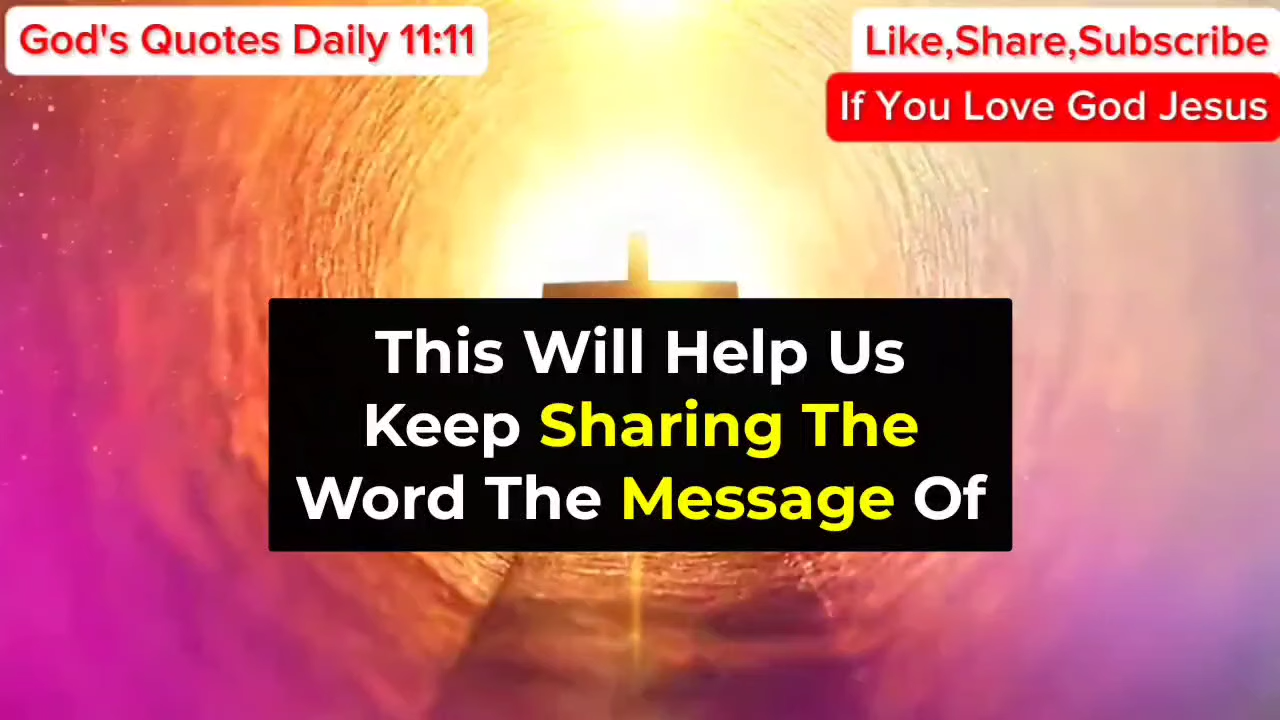 God's Quotes Daily 11:11
Like,Share,Subscribe
If You Love God Jesus
This Will Help Us
Keep Sharing The
Word The Message Of